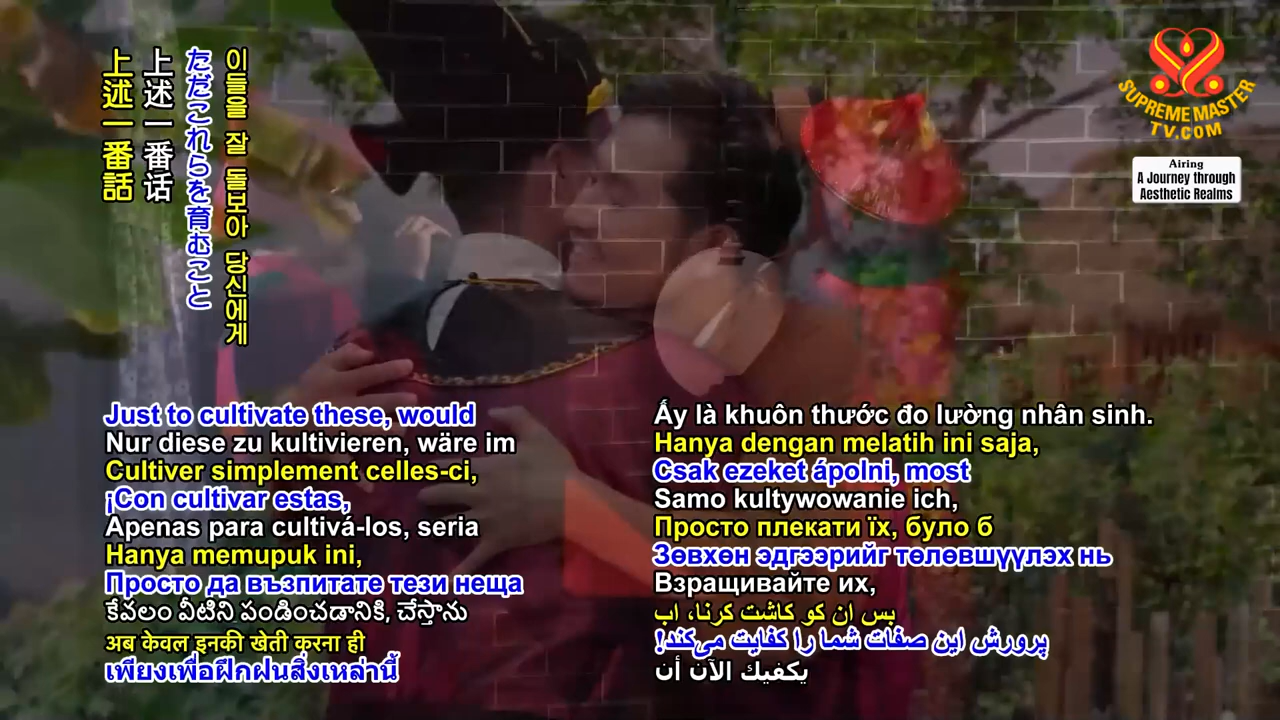 上述一番話
上述一番话
ただこれらを育むこと
이들을 잘 돌보아 당신에게
SUPREME MASTER
TV.COM
Airing
A Journey through
Aesthetic Realms
Just to cultivate these, would
Nur diese zu kultivieren, wäre im
Cultiver simplement celles-ci,
¡Con cultivar estas,
Apenas para cultivá-los, seria
Hanya memupuk ini,
Просто да възпитате тези неща
కేవలం వీటిని పండించడానికి, చేస్తాను
अब केवल इनकी खेती करना ही
เพียงเพื่อฝึกฝนสิ่งเหล่านี้
Ấy là khuôn thước đo lường nhân sinh.
Hanya dengan melatih ini saja,
Csak ezeket ápolni, most
Samo kultywowanie ich,
Просто плекати їх, було б
Зөвхөн эдгээрийг төлөвшүүлэх нь
Взращивайте их,
بس ان کو کاشت کرنا، اب
پرورش این صفات شما را کفایت می‌کند!
يكفيك الآن أن